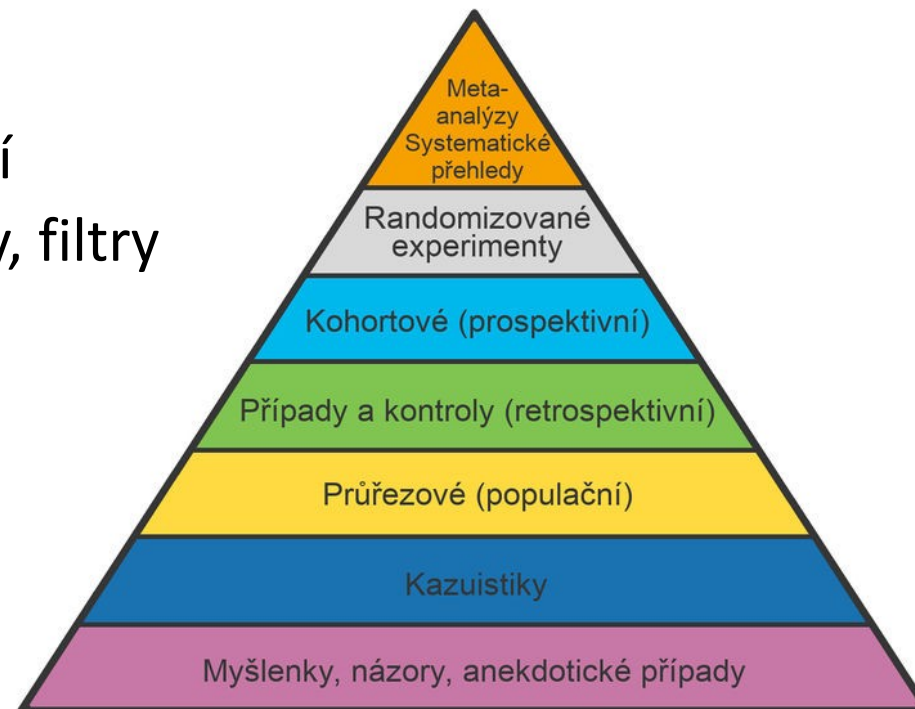 í
y, filtry
Meta-
analýzy
Systematické
přehledy
Randomizované
experimenty
Kohortové (prospektivní)
Případy a kontroly (retrospektivní)
Průřezové (populační)
Kazuistiky
Myšlenky, názory, anekdotické případy